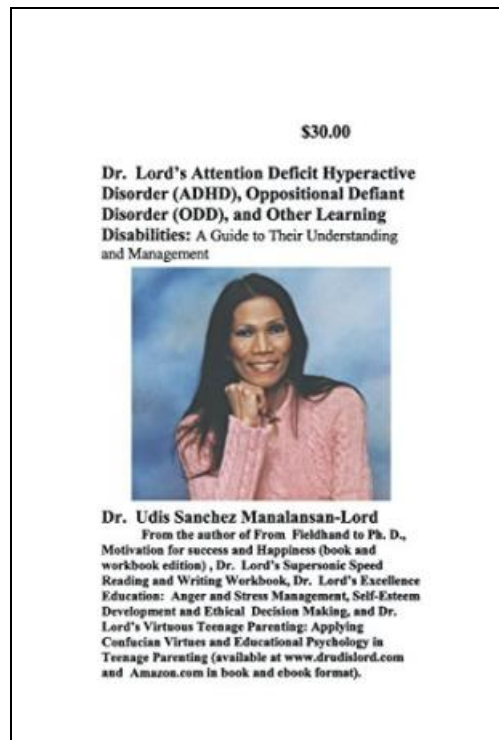 $30.00
Dr. Lord's Attention Deficit Hyperactive
Disorder (ADHD), Oppositional Defiant
Disorder (ODD), and Other Learning
Disabilities: A Guide to Their Understanding
and Management
Dr. Udis Sanchez Manalansan-Lord
From the author of From Fieldhand to Ph. D.,
Motivation for success and Happiness (book and
workbook edition) , Dr. Lord's Supersonic Speed
Reading and Writing Workbook, Dr. Lord's Excellence
Education: Anger and Stress Management, Self-Esteem
Development and Ethical Decision Making, and Dr.
Lord's Virtuous Teenage Parenting: Applying
Confucian Virtues and Educational Psychology in
Teenage Parenting (available at www.drudislord.com
and Amazon.com in book and ebook format).